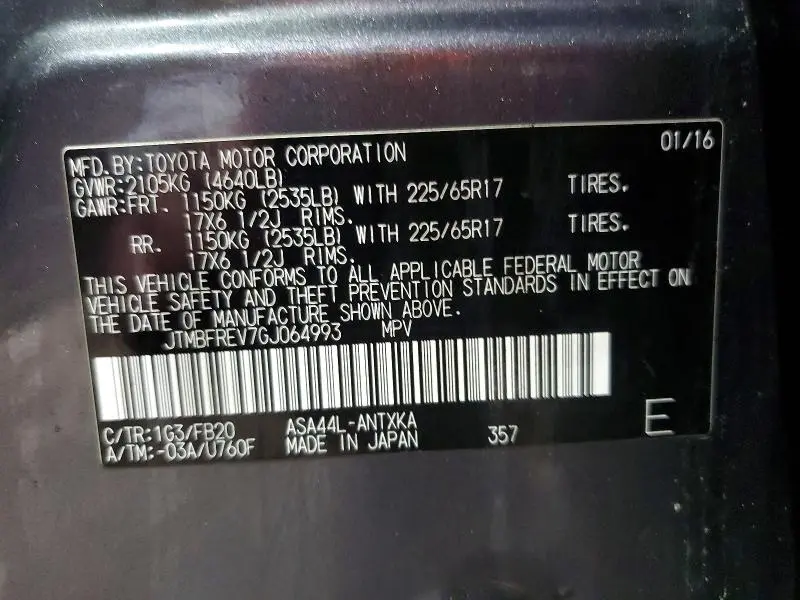 MFD.BY:TOYOTA MOTOR CORPORATION 01/16
GVWR:2105KG (4640LB)
GAWR:FRT. 1150KG (2535LB) WITH 225/65R17 TIRES.
17X6 1/2J RIMS.
RR. 1150KG (2535LB) WITH 225/65R17 TIRES.
17X6 1/2J RIMS.
THIS VEHICLE CONFORMS TO ALL APPLICABLE FEDERAL MOTOR
VEHICLE SAFETY AND THEFT PREVENTION STANDARDS IN EFFECT ON
THE DATE OF MANUFACTURE SHOWN ABOVE.
JTMBFREV7GJ064993 MPV
C/TR:1G3/FB20 ASA44L-ANTXKA
A/TM:-03A/U760F MADE IN JAPAN 357 E